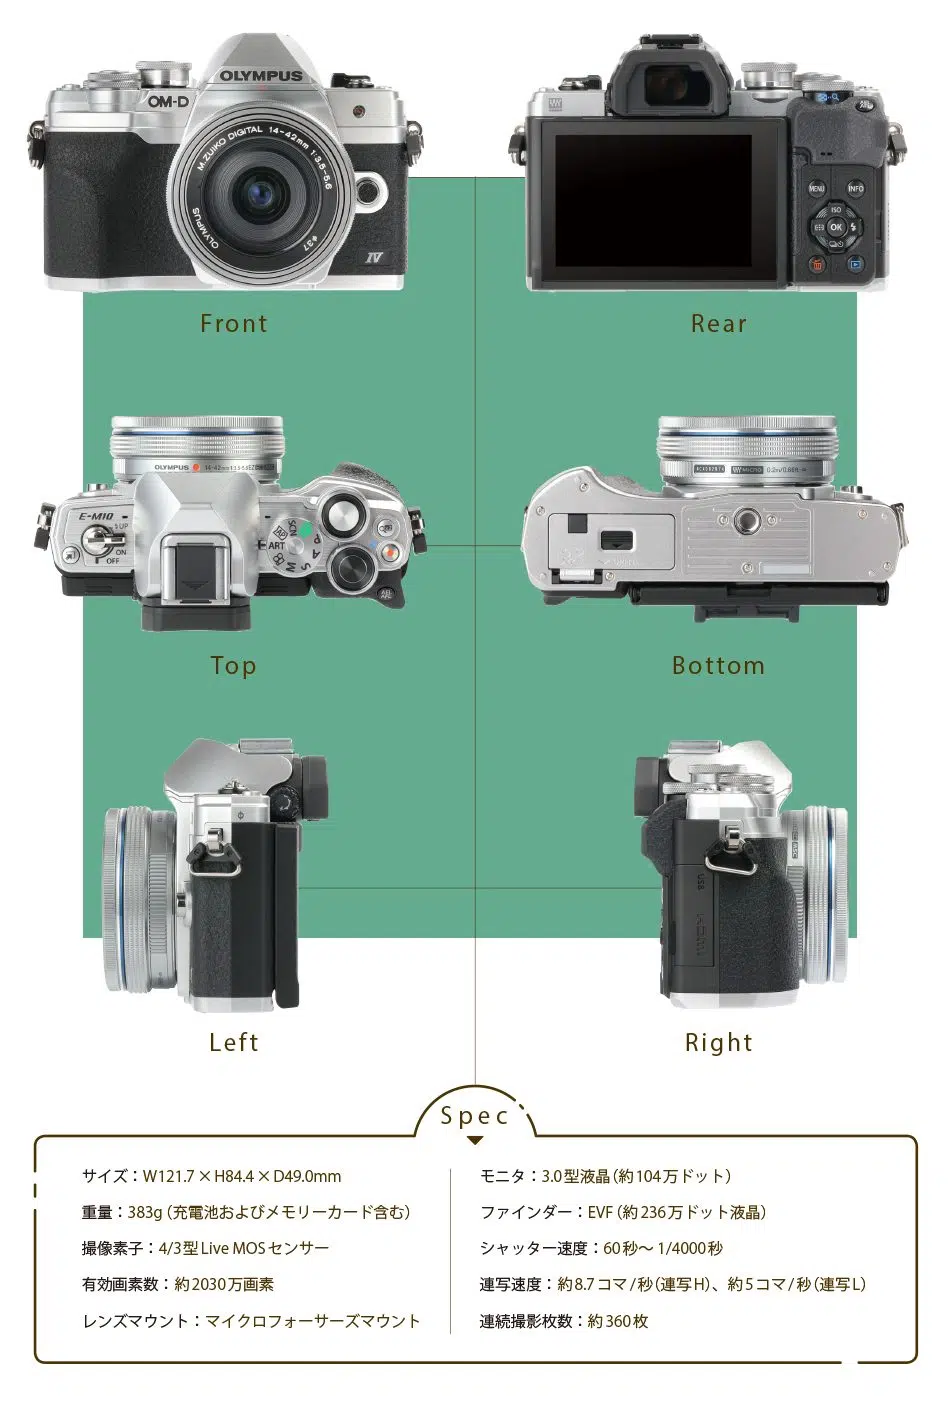 OLYMPUS
OM-D
M.ZUIKO DIGITAL 14-42mm 1:3.5-5.6
OLYMPUS
ø37
IV
MENU
INFO
ISO
OK
Front
Rear
OLYMPUS
E-M10
ON
OFF
SCN
AP
ART
P
A
S
M
0.2m/0.66ft-∞
Top
Bottom
USB
HDMI
Left
Right
Spec
サイズ：W121.7×H84.4×D49.0mm
重量：383g（充電池およびメモリーカード含む）
撮像素子：4/3型Live MOSセンサー
有効画素数：約2030万画素
レンズマウント：マイクロフォーサーズマウント
モニタ：3.0型液晶（約104万ドット）
ファインダー：EVF（約236万ドット液晶）
シャッター速度：60秒〜1/4000秒
連写速度：約8.7コマ/秒（連写H）、約5コマ/秒（連写L）
連続撮影枚数：約360枚